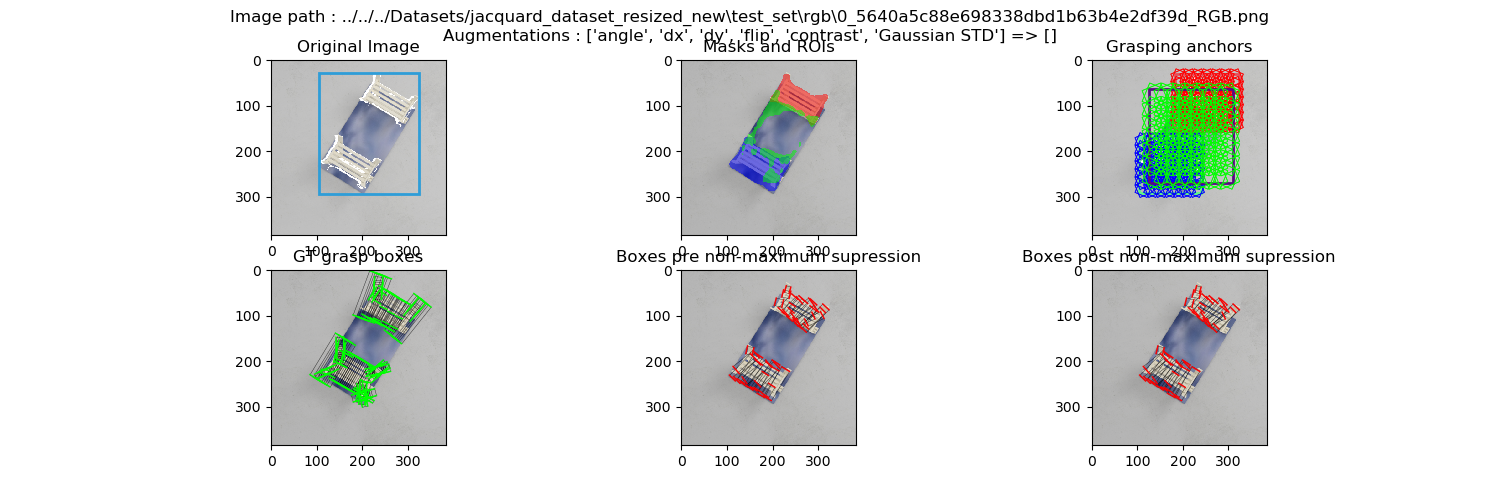 Image path : ../../../Datasets/jacquard_dataset_resized_new\test_set\rgb\0_5640a5c88e698338dbd1b63b4e2df39d_RGB.png
Augmentations : ['angle', 'dx', 'dy', 'flip', 'contrast', 'Gaussian STD'] => []
Original Image
0
100
200
300
0 100 200 300
Masks and ROIs
0
100
200
300
0 100 200 300
Grasping anchors
0
100
200
300
0 100 200 300
GT grasp boxes
0
100
200
300
0 100 200 300
Boxes pre non-maximum supression
0
100
200
300
0 100 200 300
Boxes post non-maximum supression
0
100
200
300
0 100 200 300